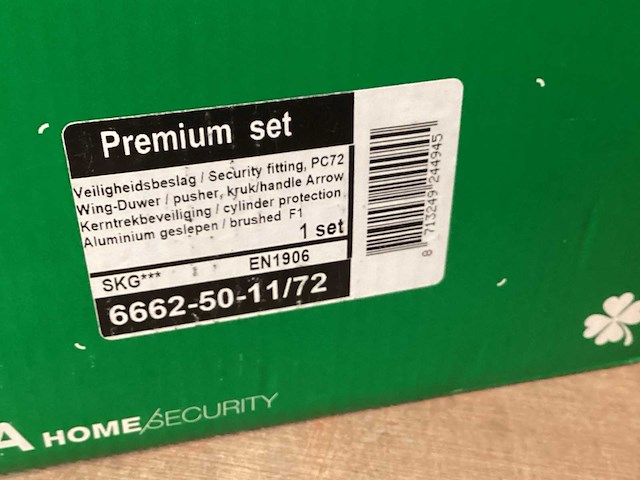 Premium set
Veiligheidsbeslag / Security fitting, PC72
Wing-Duwer / pusher, kruk/handle Arrow
Kerntrekbeveiliging / cylinder protection
Aluminium geslepen / brushed F1
1 set
SKG*** EN1906
6662-50-11/72
8 713249 244945
A HOME/SECURITY